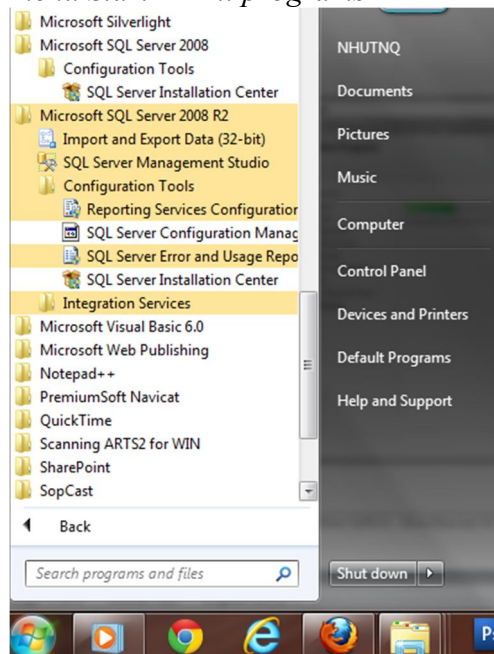 Microsoft Silverlight
Microsoft SQL Server 2008
Configuration Tools
SQL Server Installation Center
Microsoft SQL Server 2008 R2
Import and Export Data (32-bit)
SQL Server Management Studio
Configuration Tools
Reporting Services Configuration
SQL Server Configuration Manag
SQL Server Error and Usage Repo
SQL Server Installation Center
Integration Services
Microsoft Visual Basic 6.0
Microsoft Web Publishing
Notepad++
PremiumSoft Navicat
QuickTime
Scanning ARTS2 for WIN
SharePoint
SopCast
Back
Search programs and files
NHUTNQ
Documents
Pictures
Music
Computer
Control Panel
Devices and Printers
Default Programs
Help and Support
Shut down
Ps